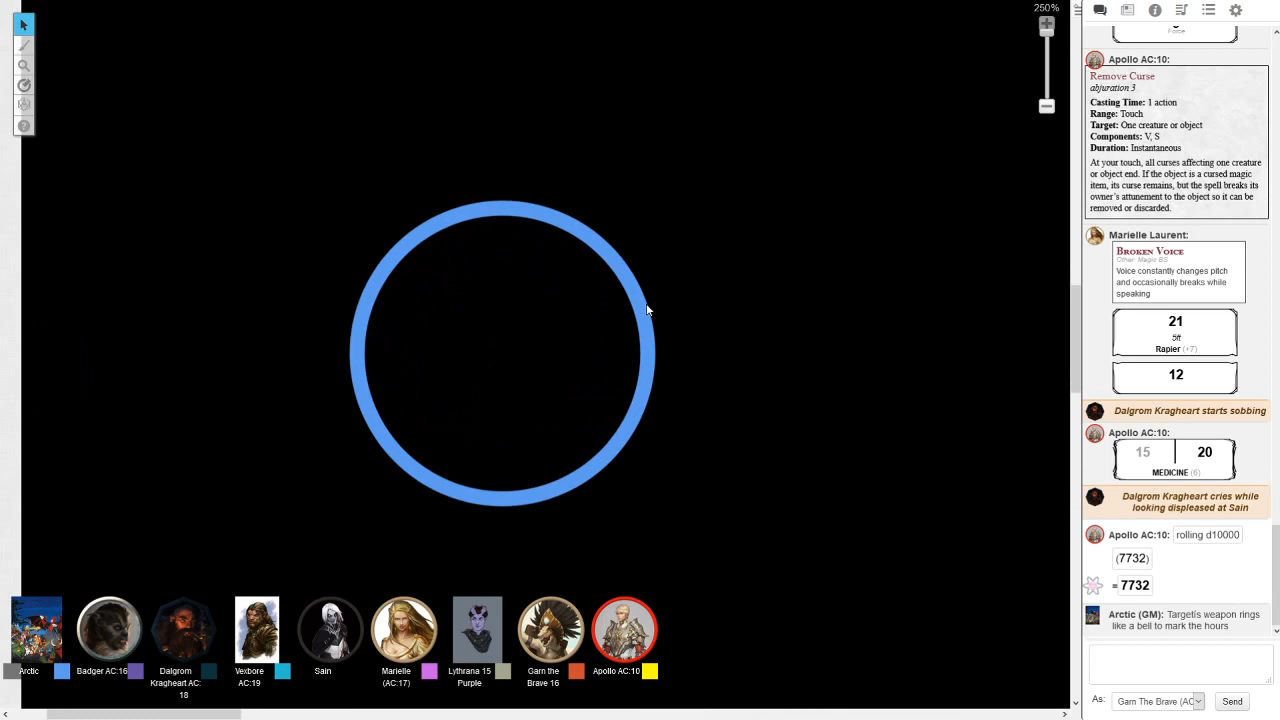 250%
Force
Apollo AC:10:
Remove Curse
abjuration 3
Casting Time: 1 action
Range: Touch
Target: One creature or object
Components: V, S
Duration: Instantaneous
At your touch, all curses affecting one creature
or object end. If the object is a cursed magic
item, its curse remains, but the spell breaks its
owner's attunement to the object so it can be
removed or discarded.
Marielle Laurent:
Broken Voice
Other: Magic BS
Voice constantly changes pitch
and occasionally breaks while
speaking
21
5ft
Rapier (+7)
12
Dalgrom Kragheart starts sobbing
Apollo AC:10:
15 20
MEDICINE (6)
Dalgrom Kragheart cries while
looking displeased at Sain
Apollo AC:10: rolling d10000
(7732)
= 7732
Arctic (GM): Targetís weapon rings
like a bell to mark the hours
Arctic
Badger AC:16
Dalgrom
Kragheart AC:
18
Vexbore
AC:19
Sain
Marielle
(AC:17)
Lythrana 15
Purple
Garn the
Brave 16
Apollo AC:10
As: Garn The Brave (AC
Send